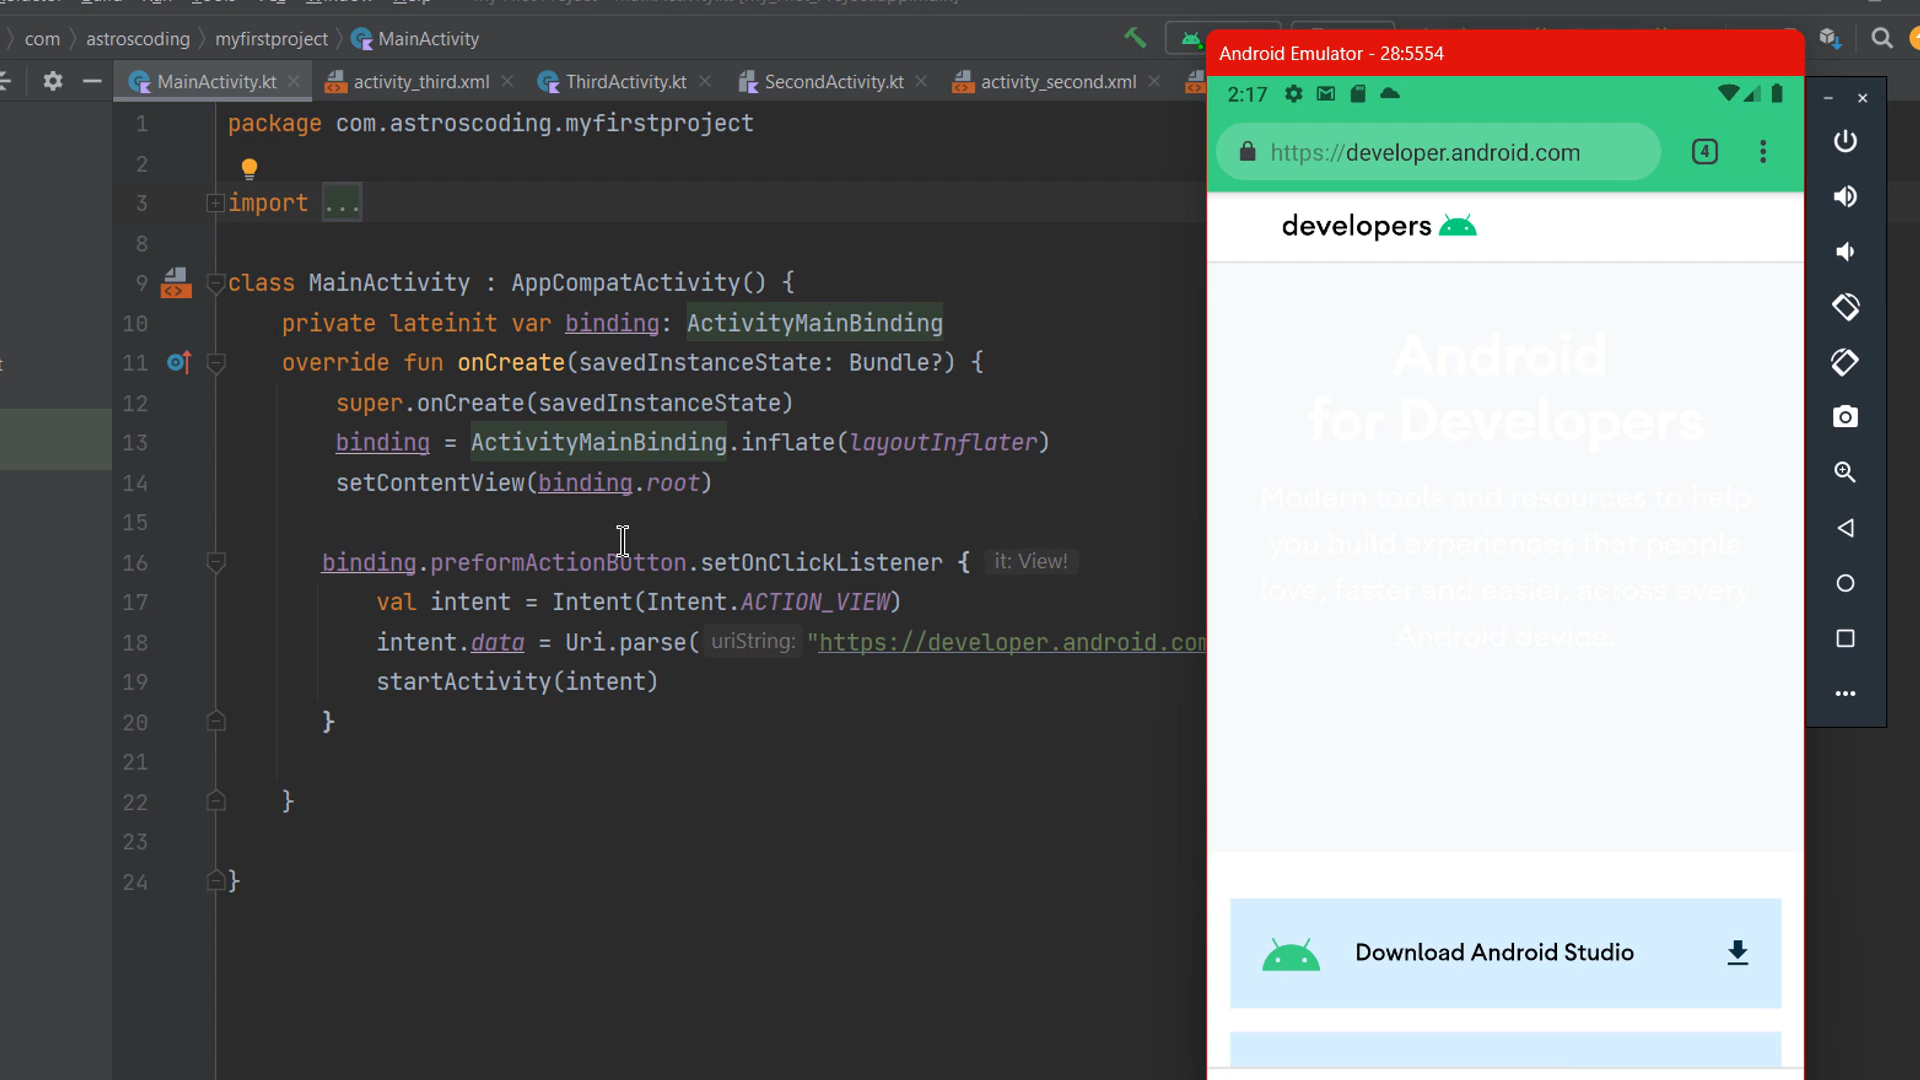 com
astroscoding
myfirstproject
MainActivity
MainActivity.kt
activity_third.xml
ThirdActivity.kt
SecondActivity.kt
activity_second.xml
1 package com.astroscoding.myfirstproject
2
3 import ...
8
9 class MainActivity : AppCompatActivity() {
10 private lateinit var binding: ActivityMainBinding
11 override fun onCreate(savedInstanceState: Bundle?) {
12 super.onCreate(savedInstanceState)
13 binding = ActivityMainBinding.inflate(layoutInflater)
14 setContentView(binding.root)
15
16 binding.preformActionButton.setOnClickListener { it: View!
17 val intent = Intent(Intent.ACTION_VIEW)
18 intent.data = Uri.parse( uriString: "https://developer.android.com
19 startActivity(intent)
20 }
21
22 }
23
24 }
Android Emulator - 28:5554
2:17
https://developer.android.com
4
developers
Android
for Developers
Modern tools and resources to help
you build experiences that people
love, faster and easier, across every
Android device.
Download Android Studio